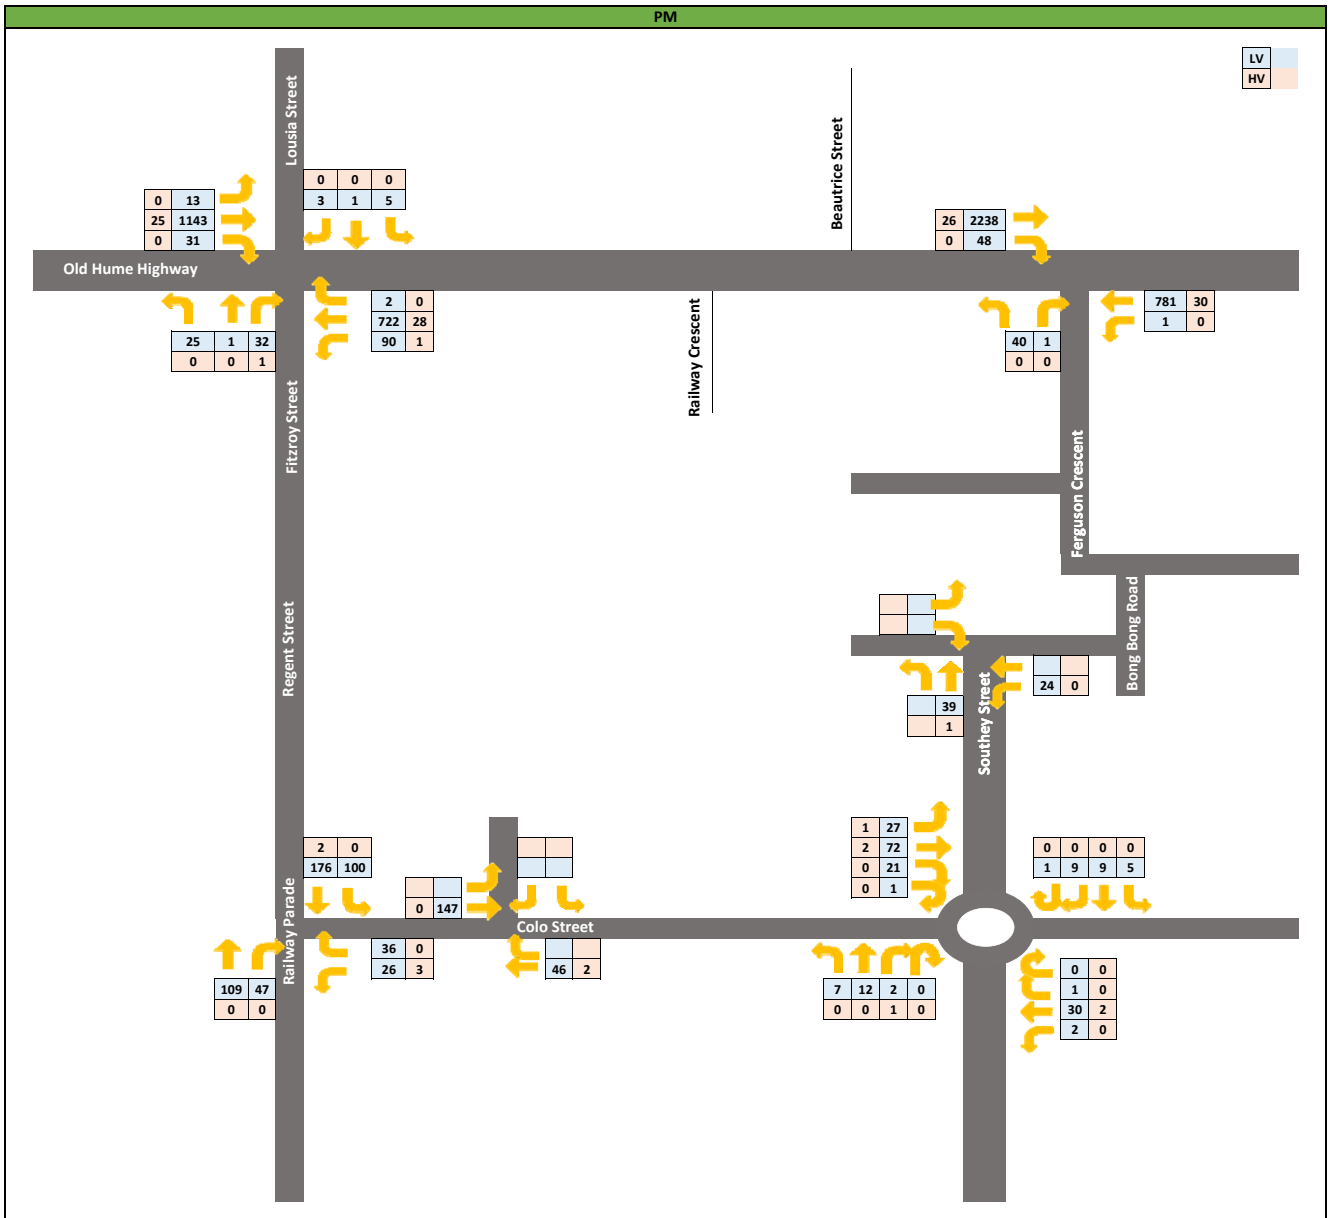 PM
LV
HV
Lousia Street
Beautrice Street
0 0 0
3 1 5
0 13
25 1143
0 31
26 2238
0 48
Old Hume Highway
2 0
722 28
90 1
25 1 32
0 0 1
781 30
1 0
40 1
0 0
Railway Crescent
Fitzroy Street
Ferguson Crescent
Regent Street
Bong Bong Road
24 0
39
1
Southey Street
1 27
2 72
0 21
0 1
0 0 0 0
1 9 9 5
2 0
176 100
0 147
Railway Parade
Colo Street
36 0
26 3
46 2
109 47
0 0
7 12 2 0
0 0 1 0
0 0
1 0
30 2
2 0